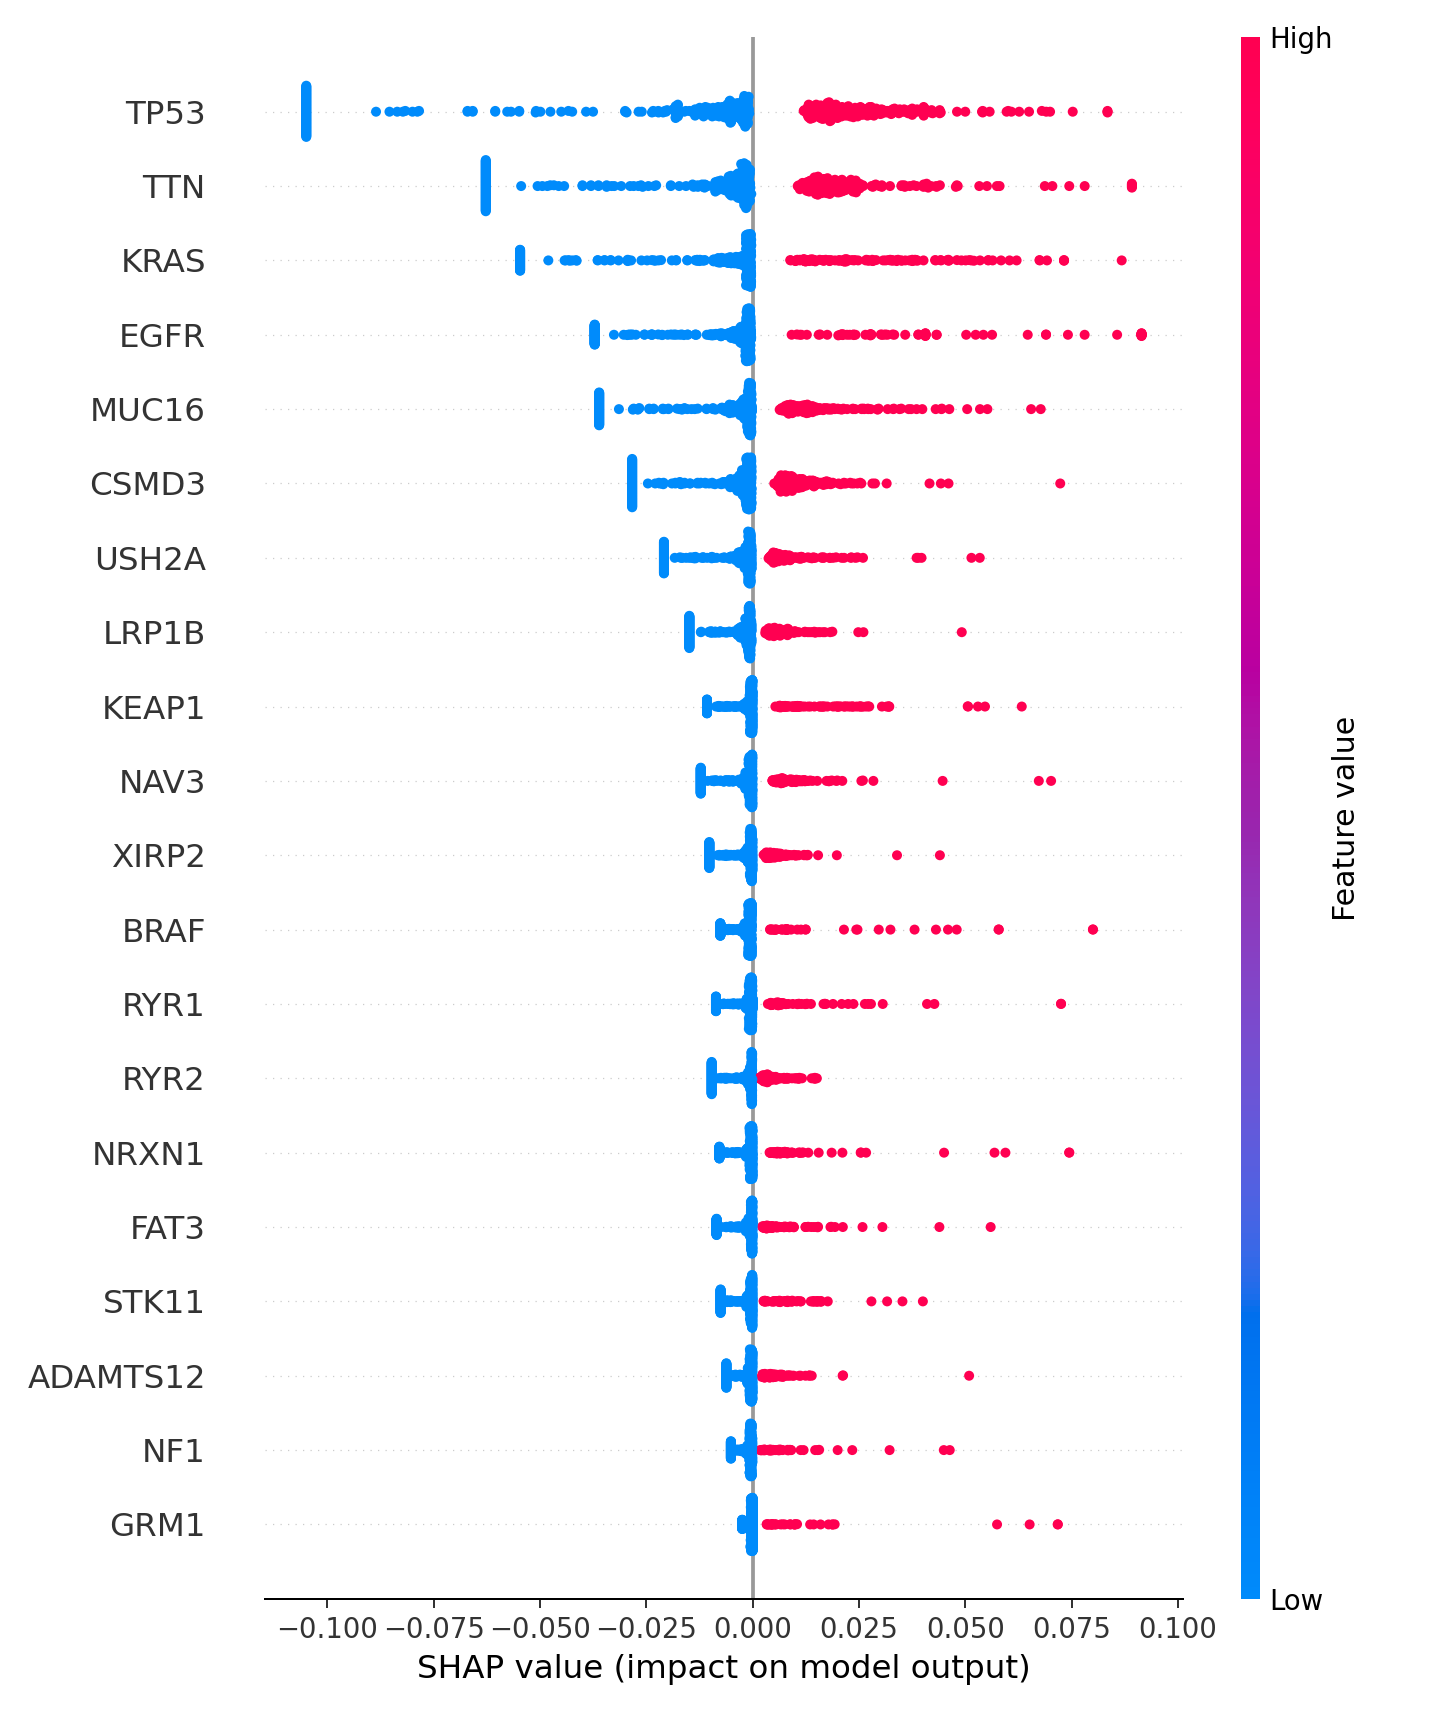 High
TP53
TTN
KRAS
EGFR
MUC16
CSMD3
USH2A
LRP1B
KEAP1
NAV3
XIRP2
BRAF
RYR1
RYR2
NRXN1
FAT3
STK11
ADAMTS12
NF1
GRM1
Feature value
Low
−0.100 −0.075 −0.050 −0.025 0.000 0.025 0.050 0.075 0.100
SHAP value (impact on model output)